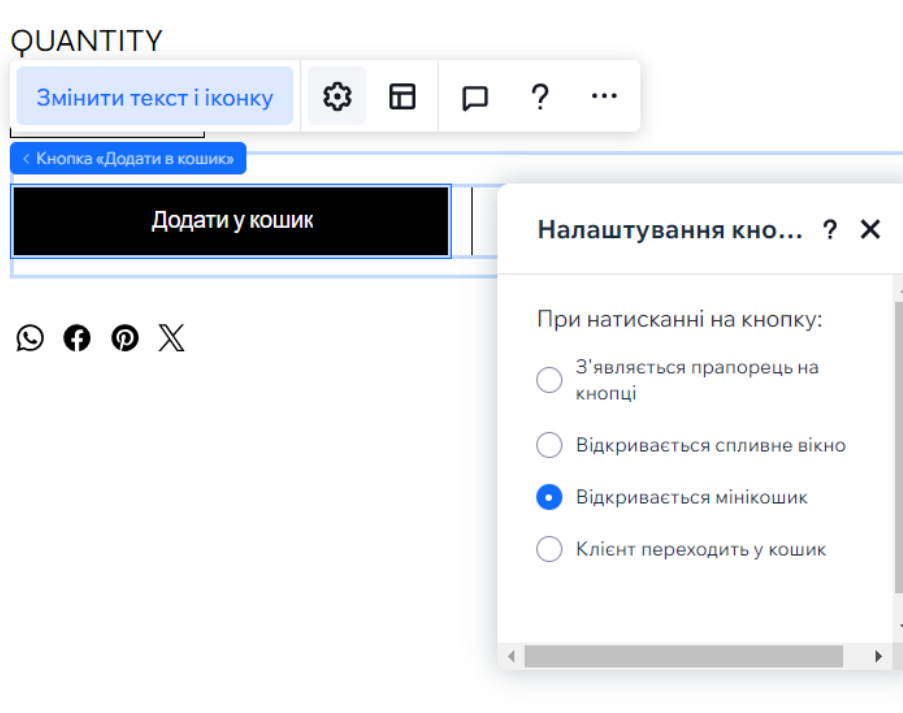 QUANTITY
Змінити текст і іконку
Кнопка «Додати в кошик»
Додати у кошик
Налаштування кно...
При натисканні на кнопку:
З'являється прапорець на
кнопці
Відкривається спливне вікно
Відкривається мінікошик
Клієнт переходить у кошик